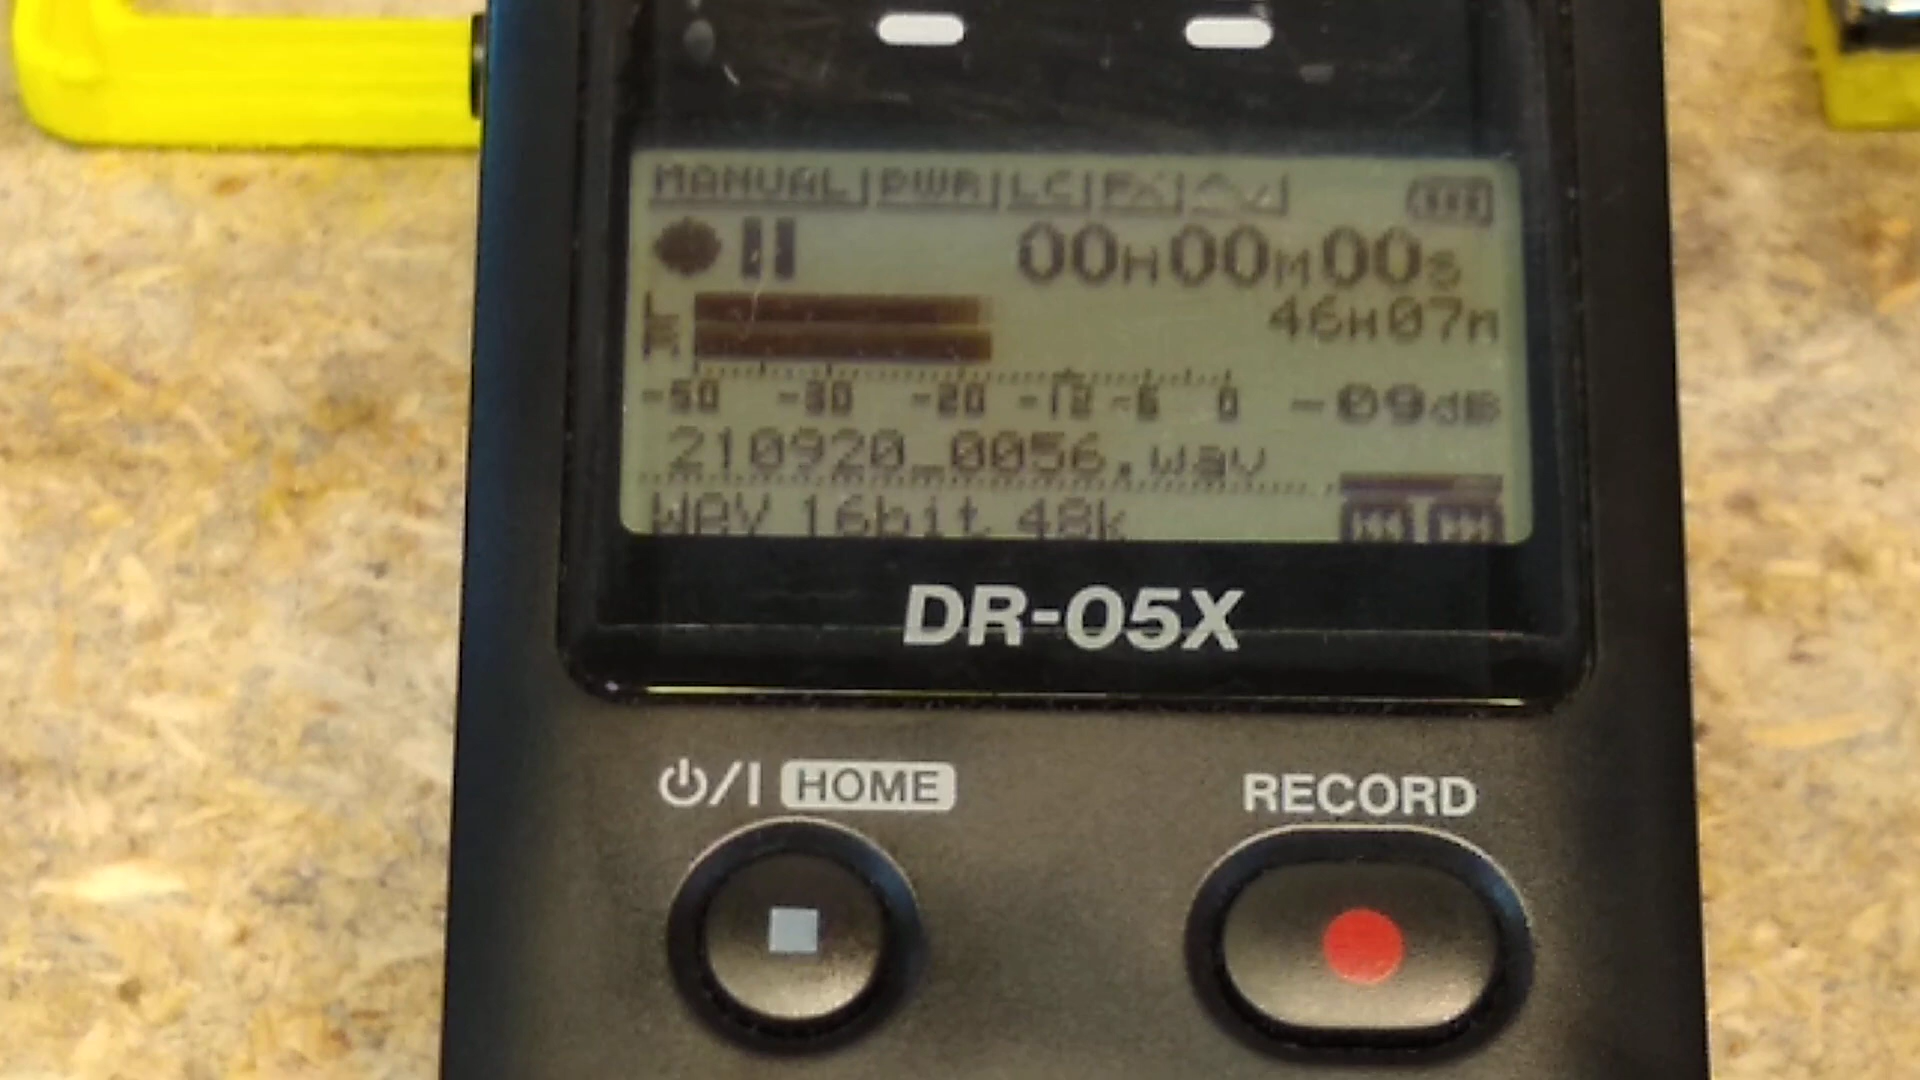 MANUAL PWR LC FX
00H00M00S
L
R
46H07m
-50 -30 -20 -12 -6 0 -09dB
210920_0056.wav
WAV 16bit 48k
DR-05X
HOME RECORD